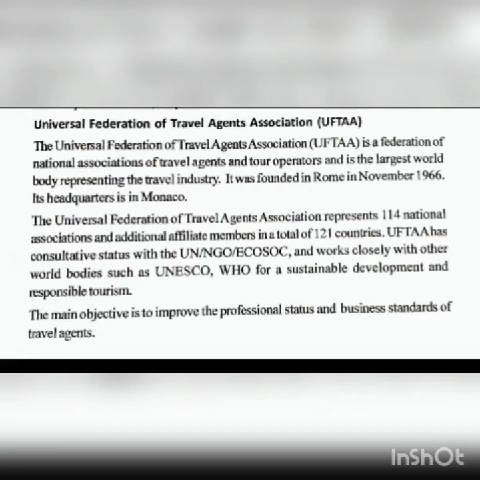 Universal Federation of Travel Agents Association (UFTAA)
The Universal Federation of Travel Agents Association (UFTAA) is a federation of
national associations of travel agents and tour operators and is the largest world
body representing the travel industry. It was founded in Rome in November 1966.
Its headquarters is in Monaco.
The Universal Federation of Travel Agents Association represents 114 national
associations and additional affiliate members in a total of 121 countries. UFTAA has
consultative status with the UN/NGO/ECOSOC, and works closely with other
world bodies such as UNESCO, WHO for a sustainable development and
responsible tourism.
The main objective is to improve the professional status and business standards of
travel agents.
InShOt